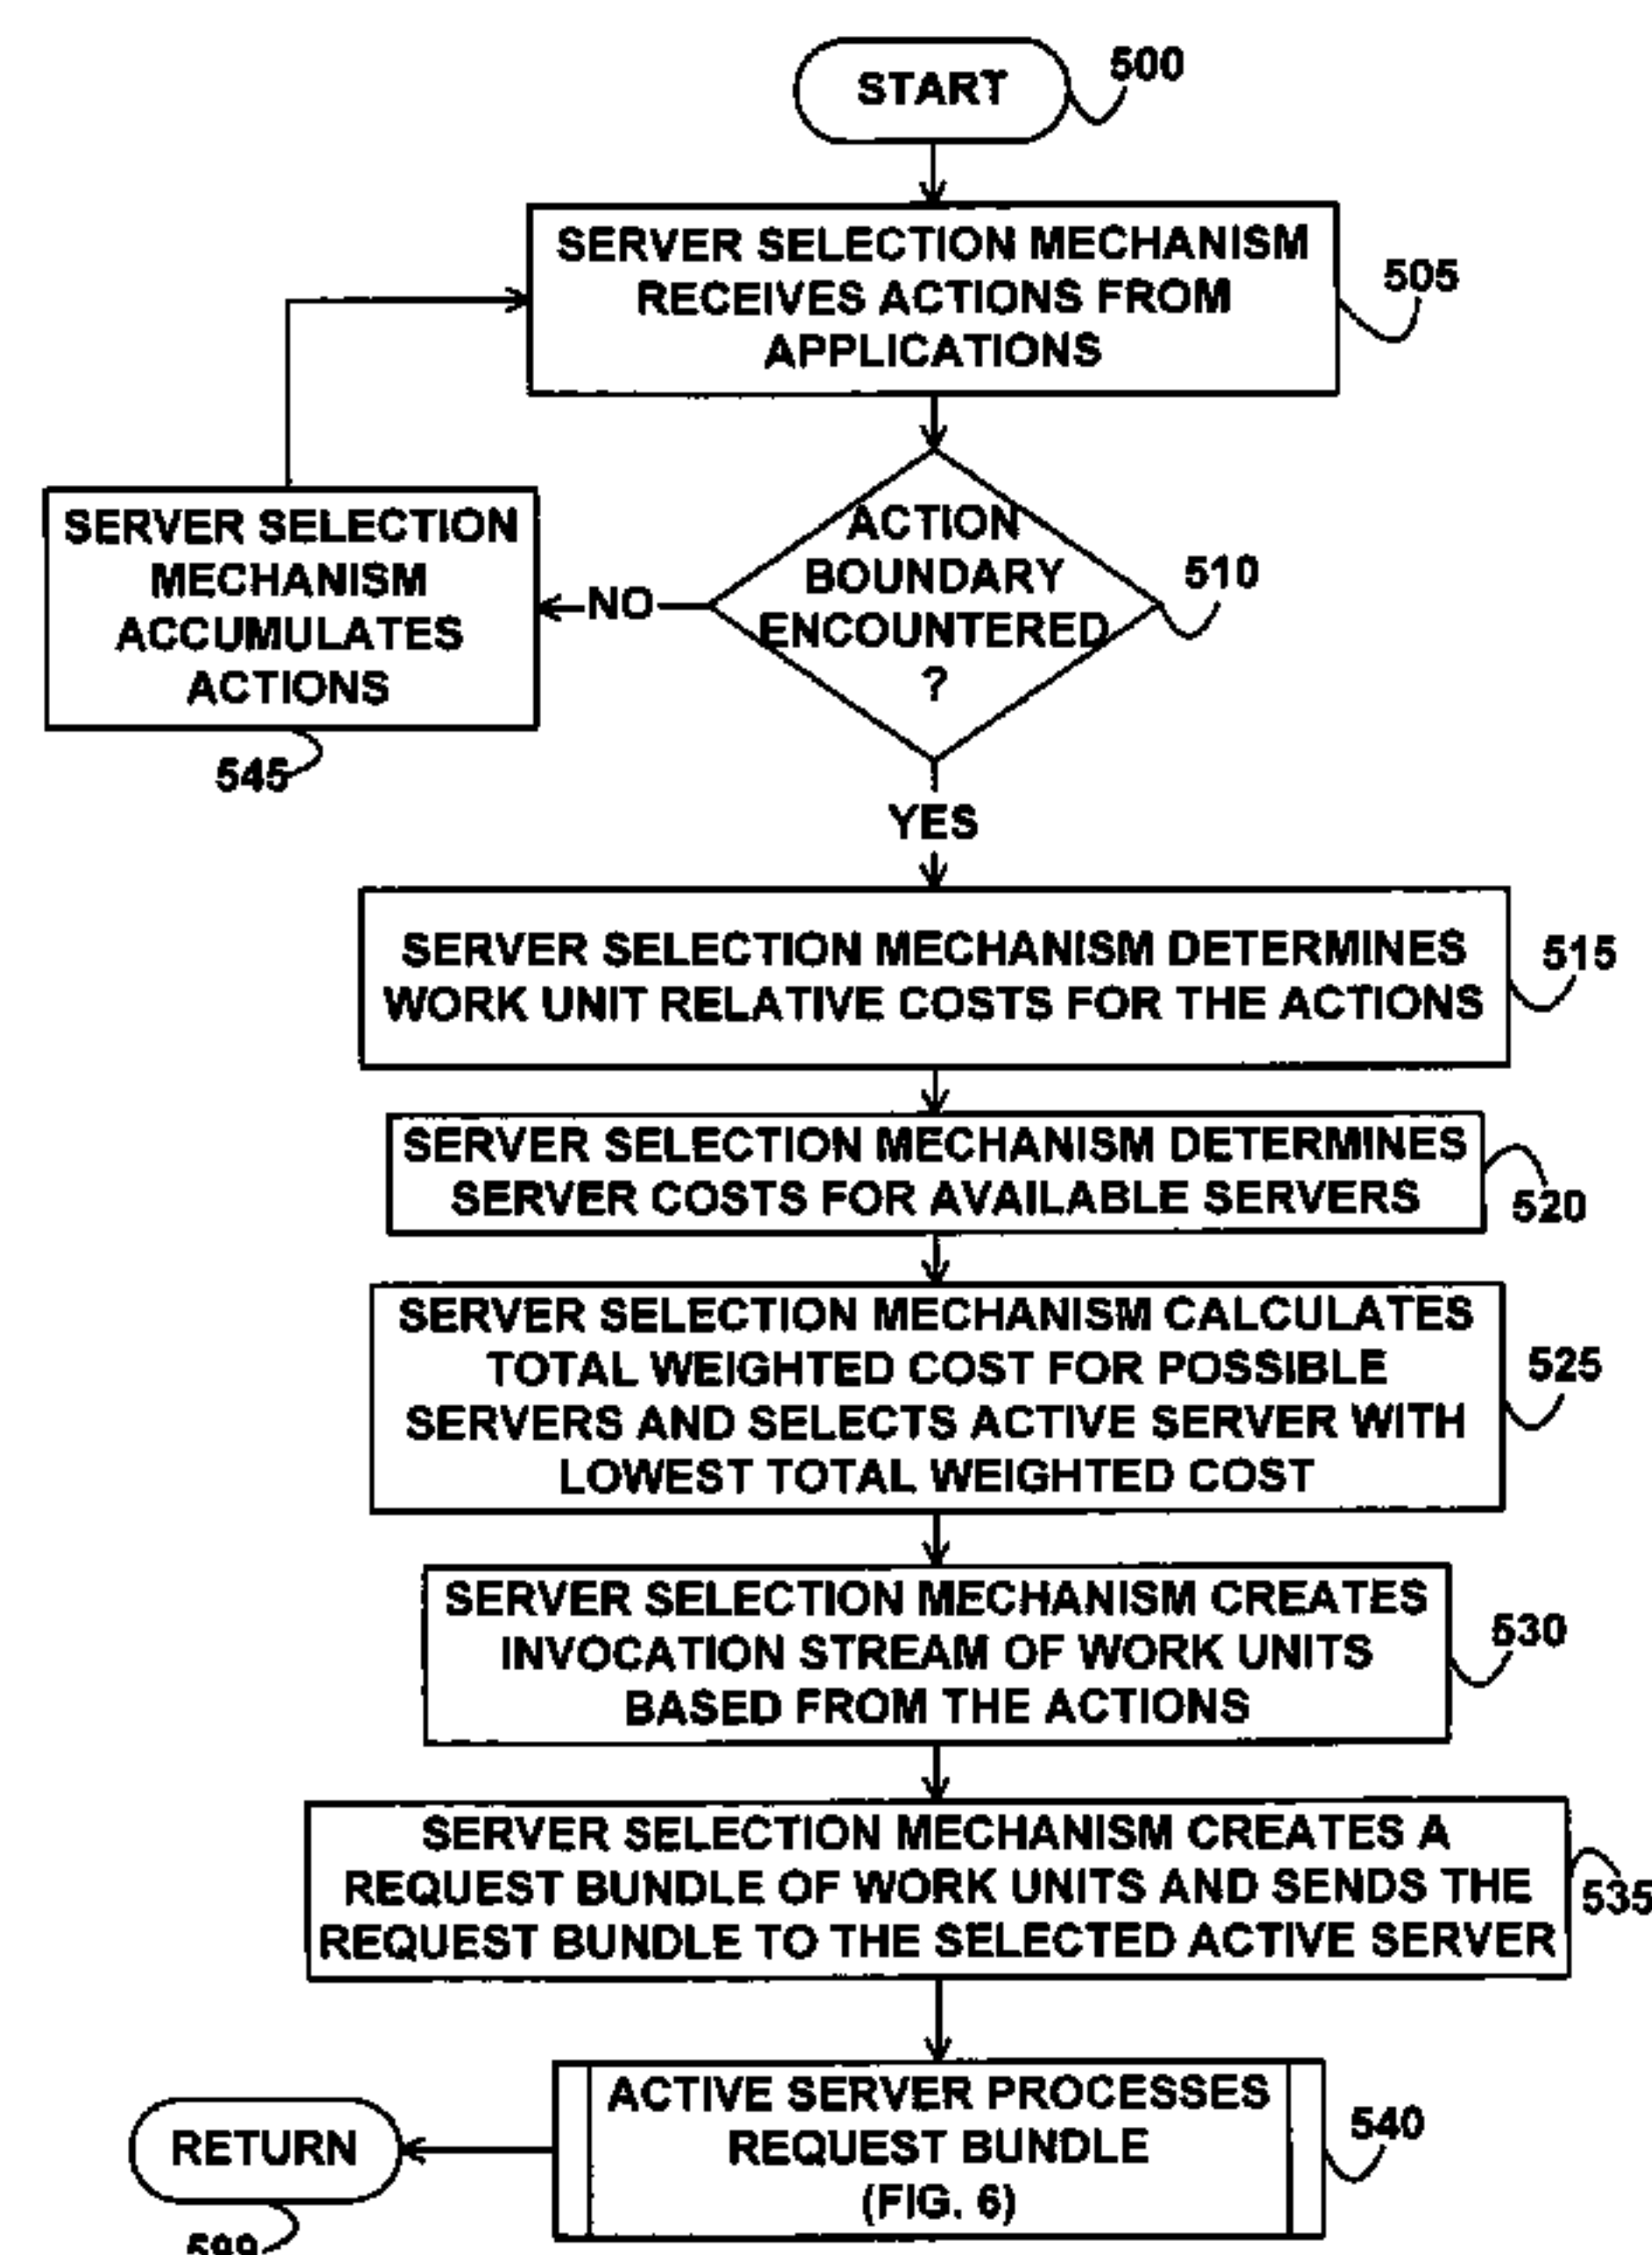 START
500
SERVER SELECTION MECHANISM
RECEIVES ACTIONS FROM
APPLICATIONS
505
ACTION
BOUNDARY
ENCOUNTERED
?
510
NO
SERVER SELECTION
MECHANISM
ACCUMULATES
ACTIONS
545
YES
SERVER SELECTION MECHANISM DETERMINES
WORK UNIT RELATIVE COSTS FOR THE ACTIONS
515
SERVER SELECTION MECHANISM DETERMINES
SERVER COSTS FOR AVAILABLE SERVERS
520
SERVER SELECTION MECHANISM CALCULATES
TOTAL WEIGHTED COST FOR POSSIBLE
SERVERS AND SELECTS ACTIVE SERVER WITH
LOWEST TOTAL WEIGHTED COST
525
SERVER SELECTION MECHANISM CREATES
INVOCATION STREAM OF WORK UNITS
BASED FROM THE ACTIONS
530
SERVER SELECTION MECHANISM CREATES A
REQUEST BUNDLE OF WORK UNITS AND SENDS THE
REQUEST BUNDLE TO THE SELECTED ACTIVE SERVER
535
ACTIVE SERVER PROCESSES
REQUEST BUNDLE
(FIG. 6)
540
RETURN
599